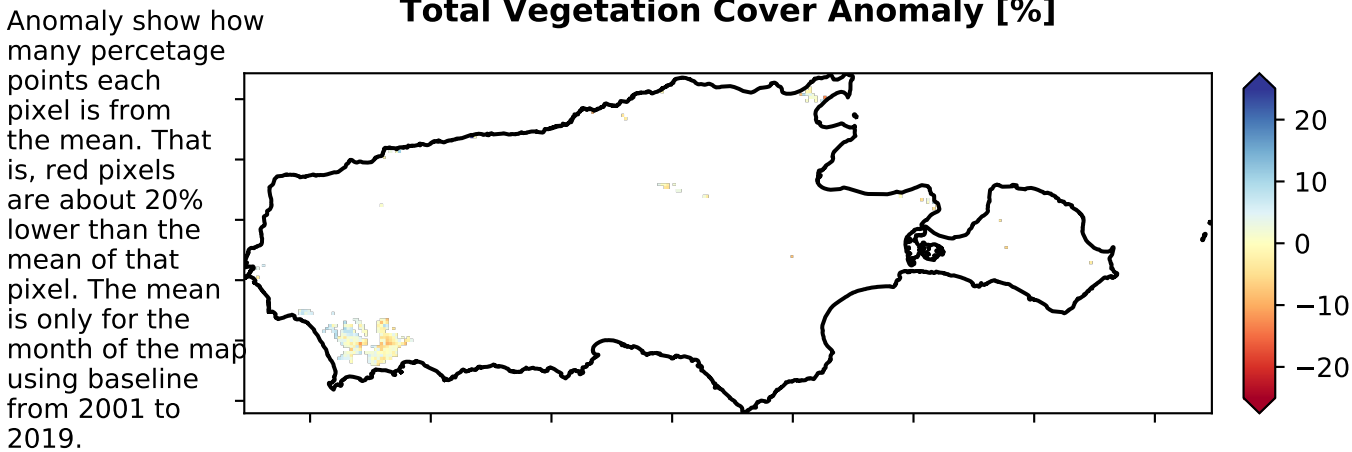 Total Vegetation Cover Anomaly [%]
Anomaly show how
many percetage
points each
pixel is from
the mean. That
is, red pixels
are about 20%
lower than the
mean of that
pixel. The mean
is only for the
month of the map
using baseline
from 2001 to
2019.
20
10
0
−10
−20